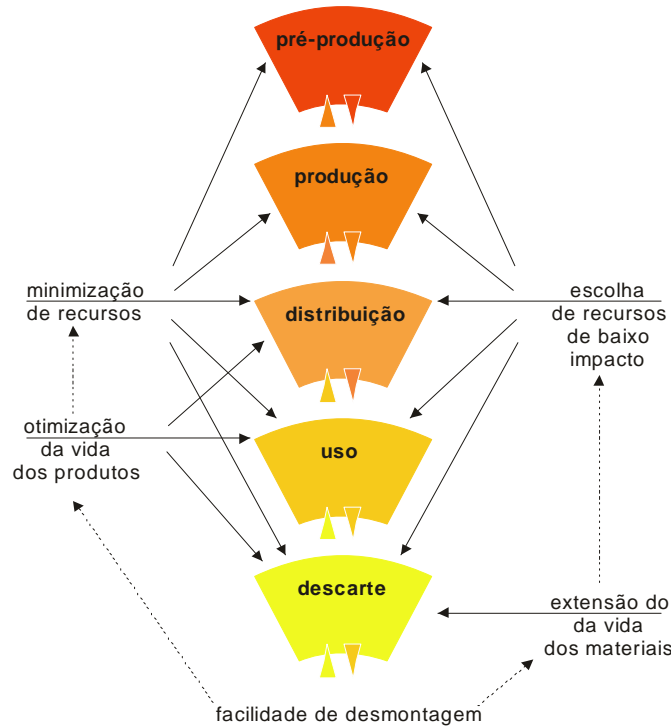 pré-produção
produção
minimização
de recursos
distribuição
escolha
de recursos
de baixo
impacto
otimização
da vida
dos produtos
uso
descarte
extensão do
da vida
dos materiais
facilidade de desmontagem